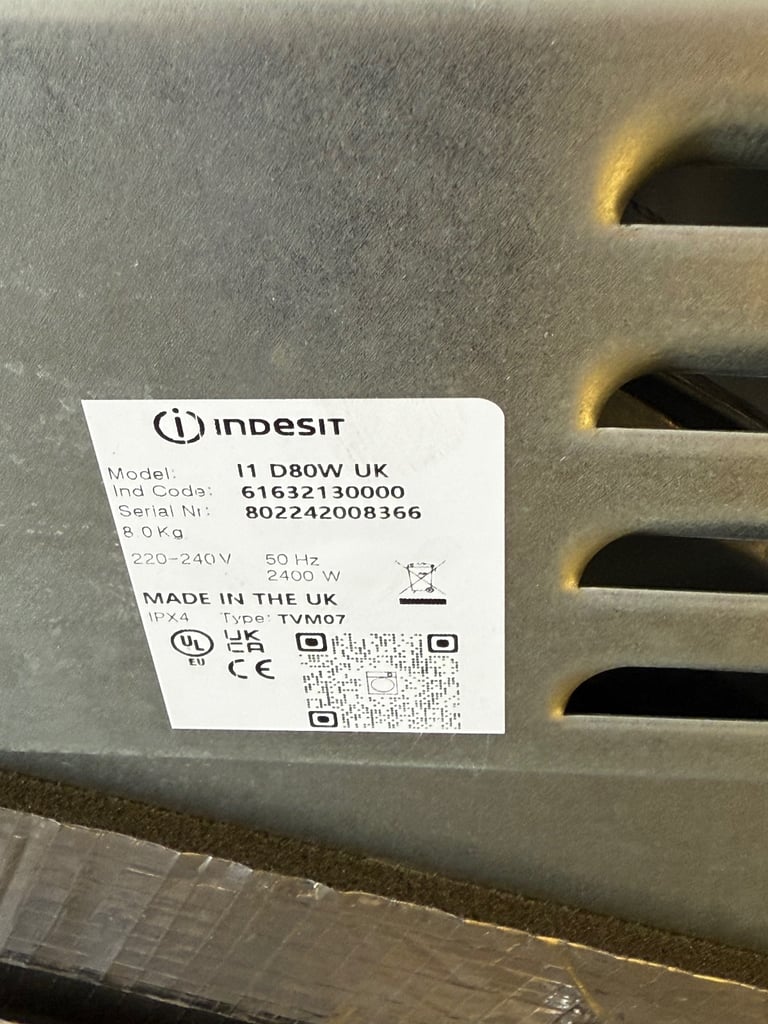 INDESIT
Model: I1 D80W UK
Ind Code: 61632130000
Serial Nr: 802242008366
8.0Kg
220-240V 50 Hz
2400 W
MADE IN THE UK
IPX4 Type: TVM07
UL UK
EU CA
CE